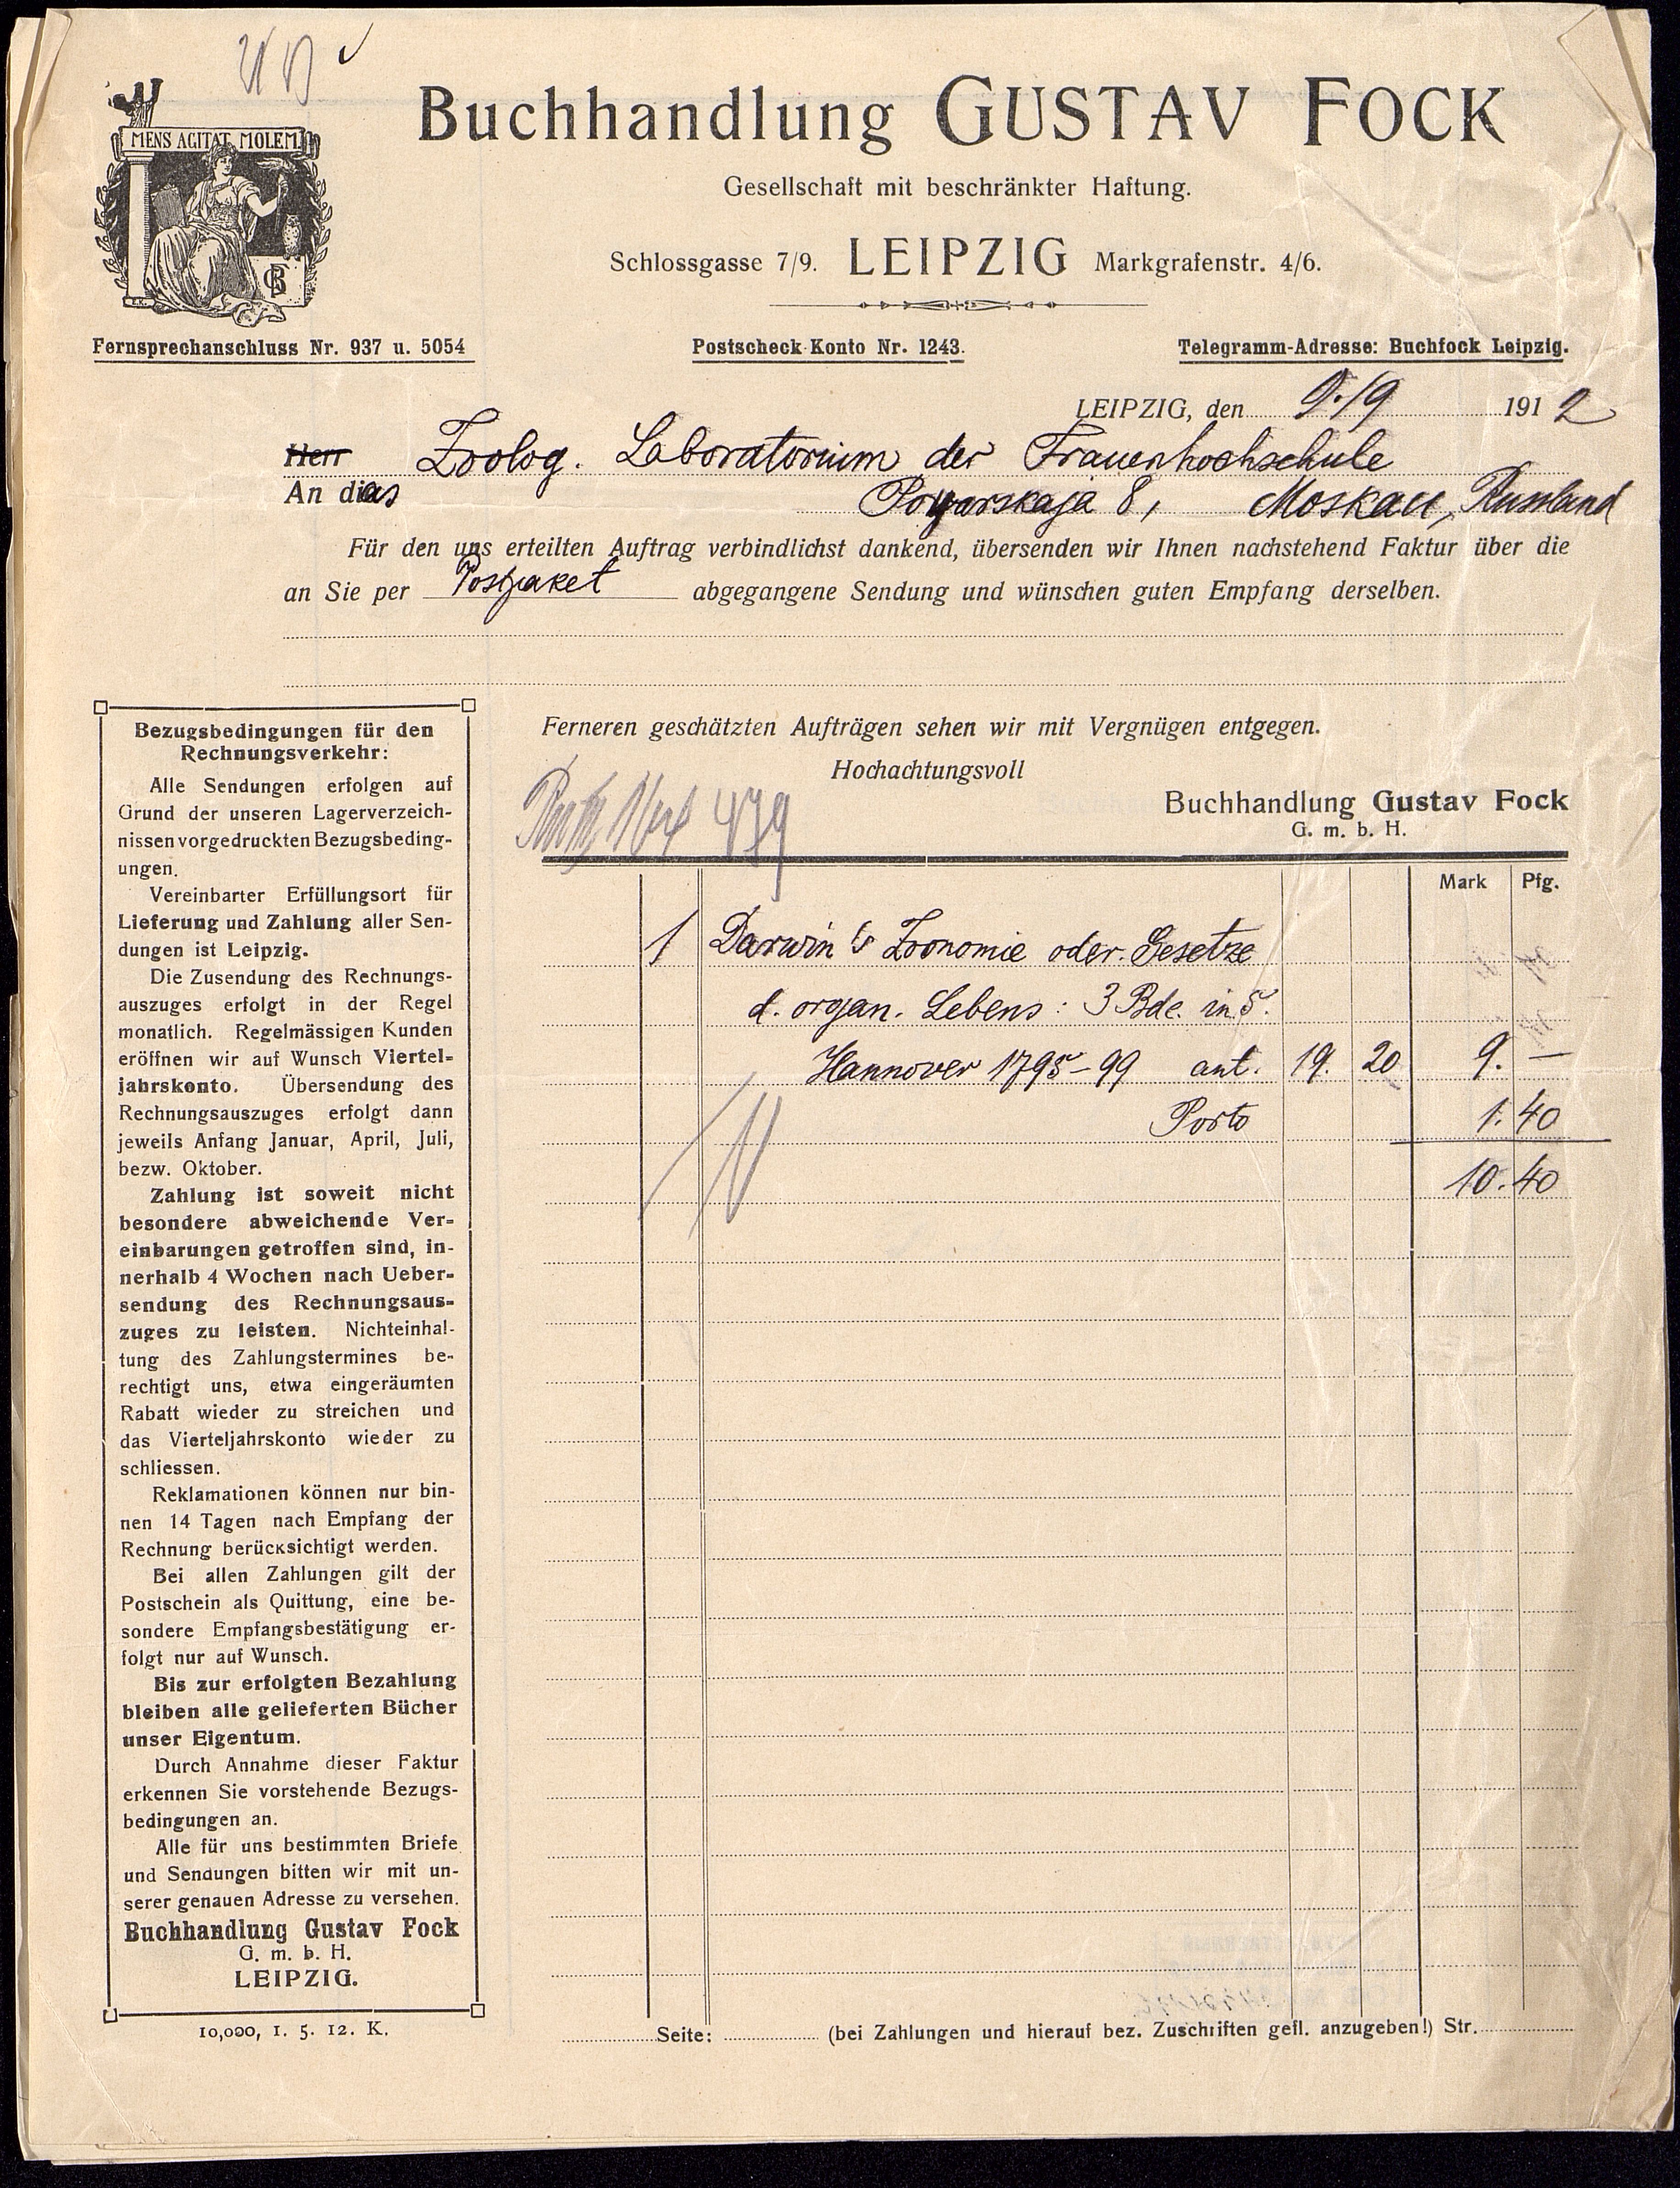 MENS AGITAT MOLEM
Buchhandlung GUSTAV FOCK
Gesellschaft mit beschränkter Haftung.
Schlossgasse 7/9. LEIPZIG Markgrafenstr. 4/6.
Fernsprechanschluss Nr. 937 u. 5054 Postscheck-Konto Nr. 1243. Telegramm-Adresse: Buchfock Leipzig.
LEIPZIG, den 9./9 1912
Herr Zoolog. Laboratorium der Frauenhochschule
An das Powarskaja 8, Moskau, Russland
Für den uns erteilten Auftrag verbindlichst dankend, übersenden wir Ihnen nachstehend Faktur über die
an Sie per Postpaket abgegangene Sendung und wünschen guten Empfang derselben.
Bezugsbedingungen für den
Rechnungsverkehr:
Alle Sendungen erfolgen auf
Grund der unseren Lagerverzeich-
nissen vorgedruckten Bezugsbeding-
ungen.
Vereinbarter Erfüllungsort für
Lieferung und Zahlung aller Sen-
dungen ist Leipzig.
Die Zusendung des Rechnungs-
auszuges erfolgt in der Regel
monatlich. Regelmässigen Kunden
eröffnen wir auf Wunsch Viertel-
jahrskonto. Übersendung des
Rechnungsauszuges erfolgt dann
jeweils Anfang Januar, April, Juli,
bezw. Oktober.
Zahlung ist soweit nicht
besondere abweichende Ver-
einbarungen getroffen sind, in-
nerhalb 4 Wochen nach Ueber-
sendung des Rechnungsaus-
zuges zu leisten. Nichteinhal-
tung des Zahlungstermines be-
rechtigt uns, etwa eingeräumten
Rabatt wieder zu streichen und
das Vierteljahrskonto wieder zu
schliessen.
Reklamationen können nur bin-
nen 14 Tagen nach Empfang der
Rechnung berücksichtigt werden.
Bei allen Zahlungen gilt der
Postschein als Quittung, eine be-
sondere Empfangsbestätigung er-
folgt nur auf Wunsch.
Bis zur erfolgten Bezahlung
bleiben alle gelieferten Bücher
unser Eigentum.
Durch Annahme dieser Faktur
erkennen Sie vorstehende Bezugs-
bedingungen an.
Alle für uns bestimmten Briefe
und Sendungen bitten wir mit un-
serer genauen Adresse zu versehen.
Buchhandlung Gustav Fock
G. m. b. H.
LEIPZIG.
10,000, 1. 5. 12. K.
Ferneren geschätzten Aufträgen sehen wir mit Vergnügen entgegen.
Hochachtungsvoll
Buchhandlung Gustav Fock
G. m. b. H.
479
Mark Pfg.
1 Darwin's Zoonomie oder Gesetze
d. organ. Lebens: 3 Bde. in 5.
Hannover 1795-99 ant. 19. 20 9. —
Porto 1. 40
10. 40
Seite: (bei Zahlungen und hierauf bez. Zuschriften gefl. anzugeben!) Str.